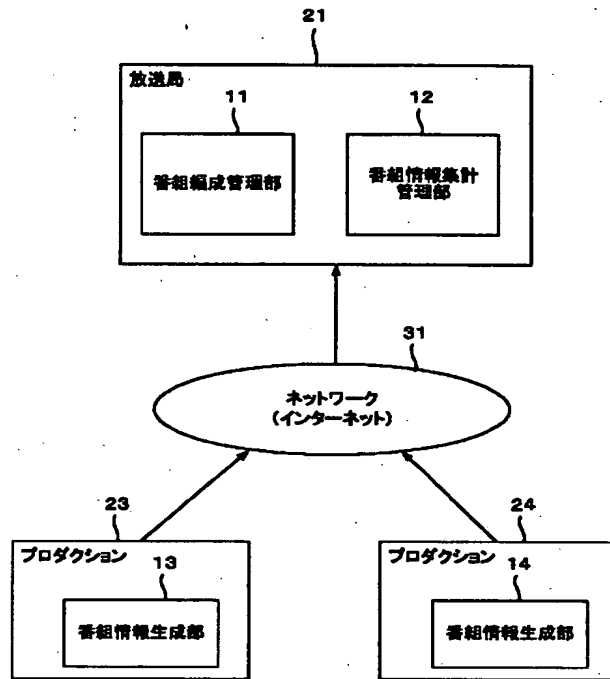 21
放送局
11
12
番組編成管理部
番組情報集計
管理部
31
ネットワーク
(インターネット)
23
24
プロダクション
プロダクション
13
14
番組情報生成部
番組情報生成部